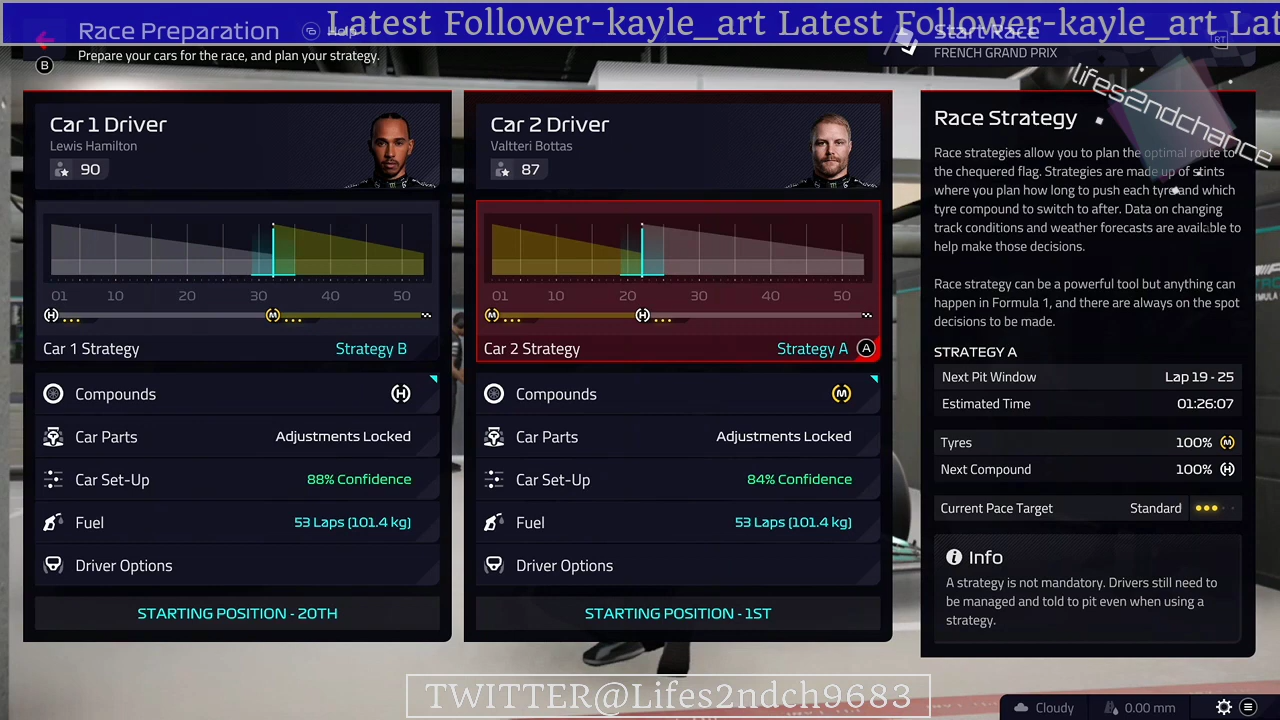 Latest Follower-kayle_art Latest Follower-kayle_art Lat
Race Preparation
Help
Start Race
RT
B
Prepare your cars for the race, and plan your strategy.
FRENCH GRAND PRIX
lifes2ndchance
Car 1 Driver
Lewis Hamilton
90
01 10 20 30 40 50
H M
Car 1 Strategy Strategy B
Compounds H
Car Parts Adjustments Locked
Car Set-Up 88% Confidence
Fuel 53 Laps (101.4 kg)
Driver Options
STARTING POSITION - 20TH
Car 2 Driver
Valtteri Bottas
87
01 10 20 30 40 50
M H
Car 2 Strategy Strategy A A
Compounds M
Car Parts Adjustments Locked
Car Set-Up 84% Confidence
Fuel 53 Laps (101.4 kg)
Driver Options
STARTING POSITION - 1ST
Race Strategy
Race strategies allow you to plan the optimal route to
the chequered flag. Strategies are made up of stints
where you plan how long to push each tyre and which
tyre compound to switch to after. Data on changing
track conditions and weather forecasts are available to
help make those decisions.
Race strategy can be a powerful tool but anything can
happen in Formula 1, and there are always on the spot
decisions to be made.
STRATEGY A
Next Pit Window Lap 19 - 25
Estimated Time 01:26:07
Tyres 100% M
Next Compound 100% H
Current Pace Target Standard
Info
A strategy is not mandatory. Drivers still need to
be managed and told to pit even when using a
strategy.
TWITTER@Lifes2ndch9683
Cloudy 0.00 mm